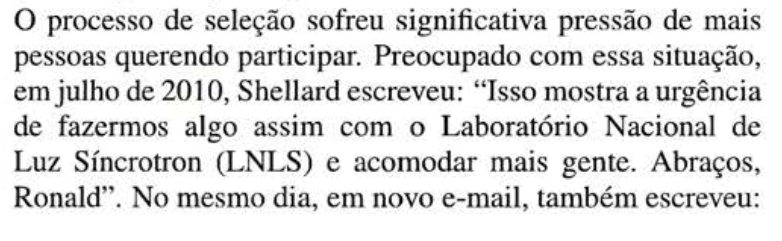 O processo de seleção sofreu significativa pressão de mais
pessoas querendo participar. Preocupado com essa situação,
em julho de 2010, Shellard escreveu: “Isso mostra a urgência
de fazermos algo assim com o Laboratório Nacional de
Luz Síncrotron (LNLS) e acomodar mais gente. Abraços,
Ronald”. No mesmo dia, em novo e-mail, também escreveu: